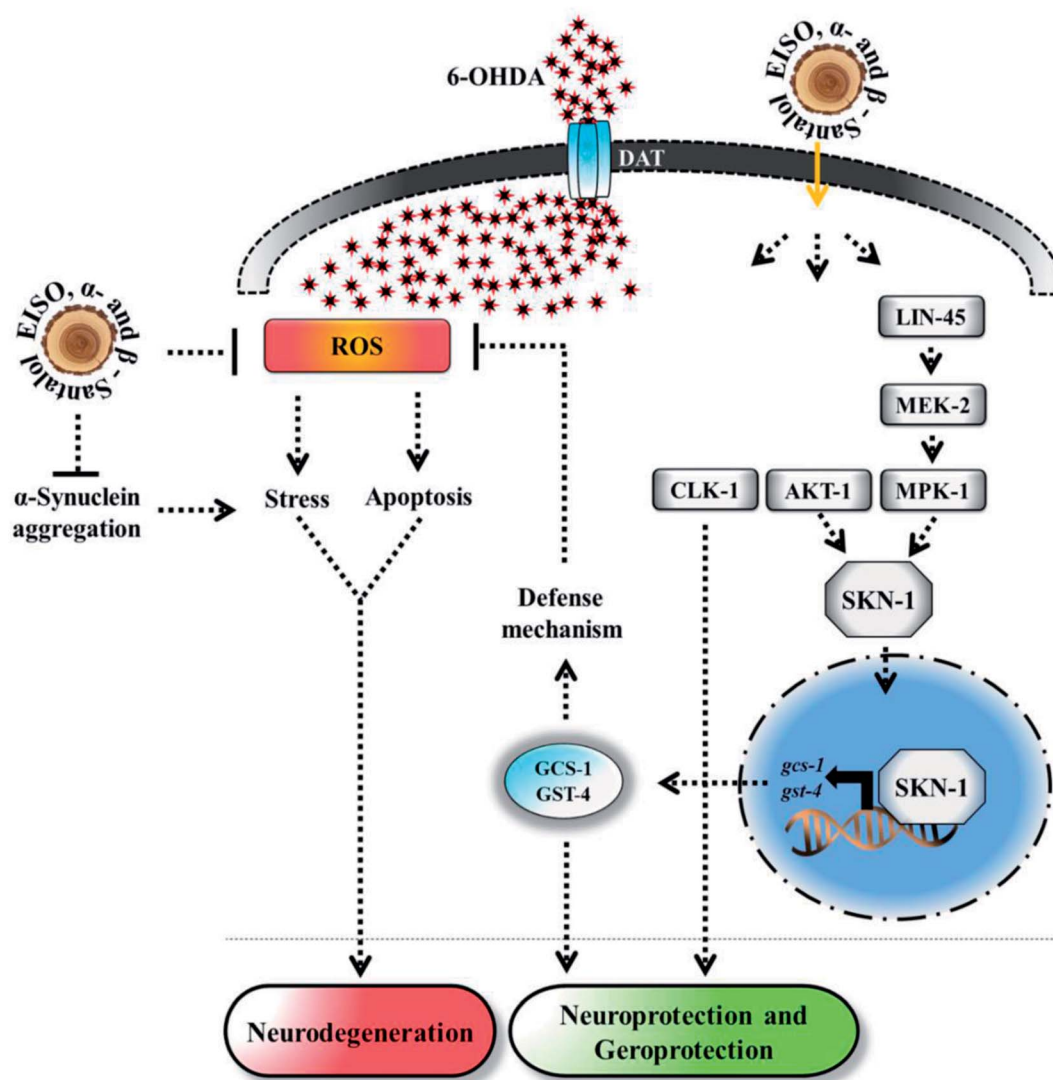 6-OHDA
EISO, α- and β - Santalol
DAT
EISO, α- and β - Santalol
ROS
LIN-45
MEK-2
α-Synuclein
aggregation
Stress
Apoptosis
CLK-1
AKT-1
MPK-1
SKN-1
Defense
mechanism
GCS-1
GST-4
gcs-1
gst-4
SKN-1
Neurodegeneration
Neuroprotection and
Geroprotection